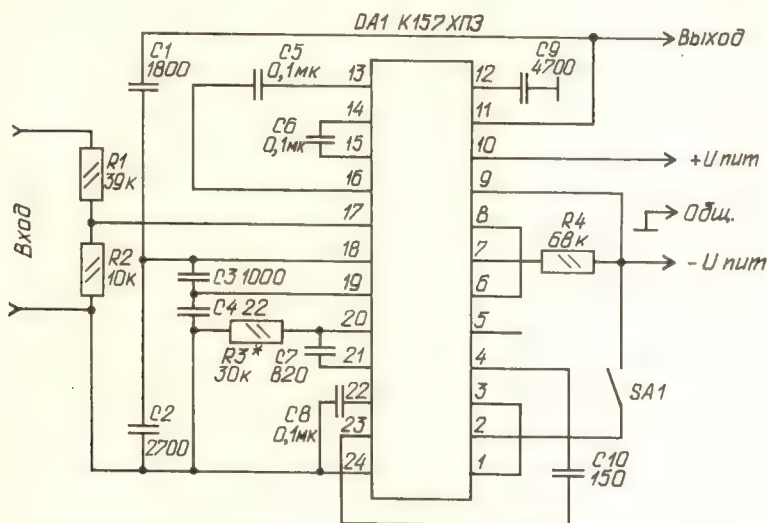 DA1 К157ХПЗ
C1
1800
C5
0,1мк
C9
4700
Выход
13
12
14
11
C6
0,1мк
15
10
+U пит
R1
39к
16
9
Общ.
Вход
17
8
R4
68к
R2
10к
18
7
- U пит
C3 1000
19
6
C4 22
20
5
R3*
30к
C7
820
21
4
SA1
22
3
C8
0,1мк
23
2
C2
2700
24
1
C10
150